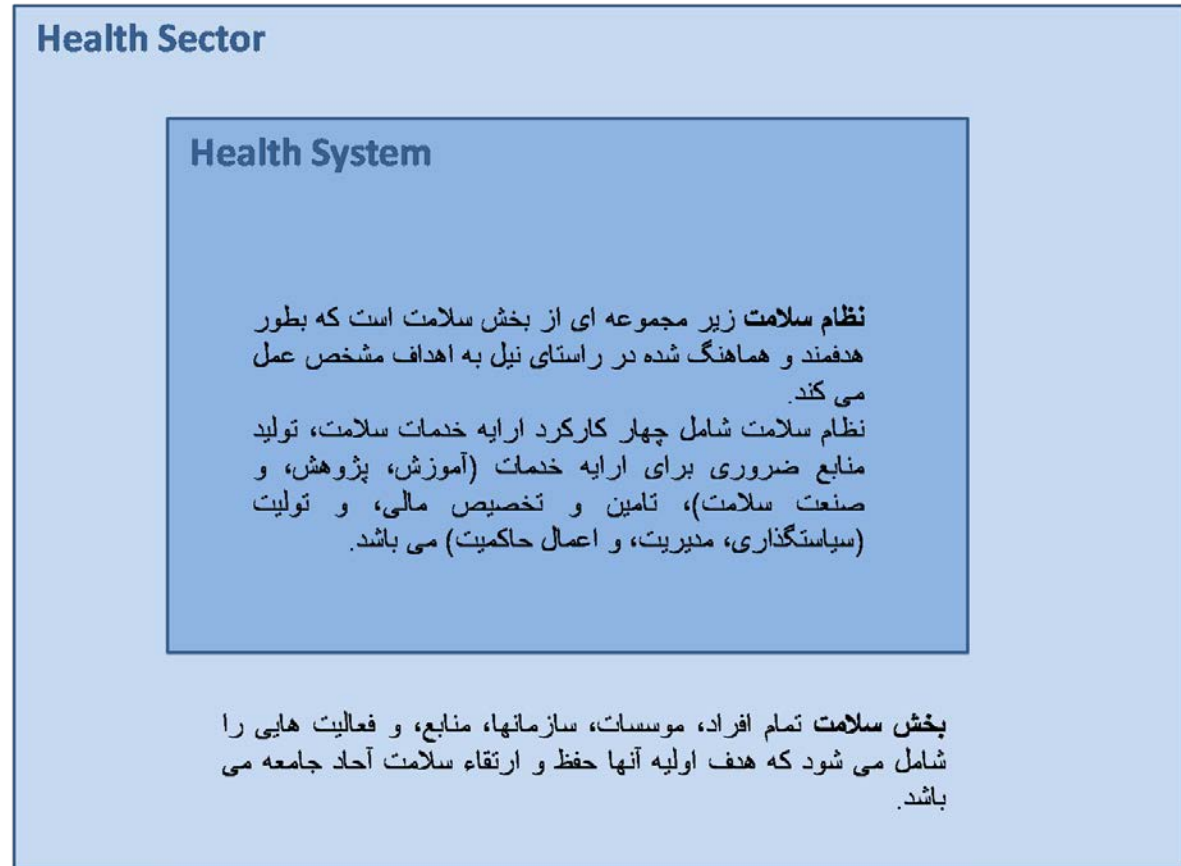 Health Sector
Health System
نظام سلامت زیر مجموعه ای از بخش سلامت است که بطور
هدفمند و هماهنگ شده در راستای نیل به اهداف مشخص عمل
می کند.
نظام سلامت شامل چهار کارکرد ارایه خدمات سلامت، تولید
منابع ضروری برای ارایه خدمات (آموزش، پژوهش، و
صنعت سلامت)، تامین و تخصیص مالی، و تولیت
(سیاستگذاری، مدیریت، و اعمال حاکمیت) می باشد.
بخش سلامت تمام افراد، موسسات، سازمانها، منابع، و فعالیت هایی را
شامل می شود که هدف اولیه آنها حفظ و ارتقاء سلامت آحاد جامعه می
باشد.